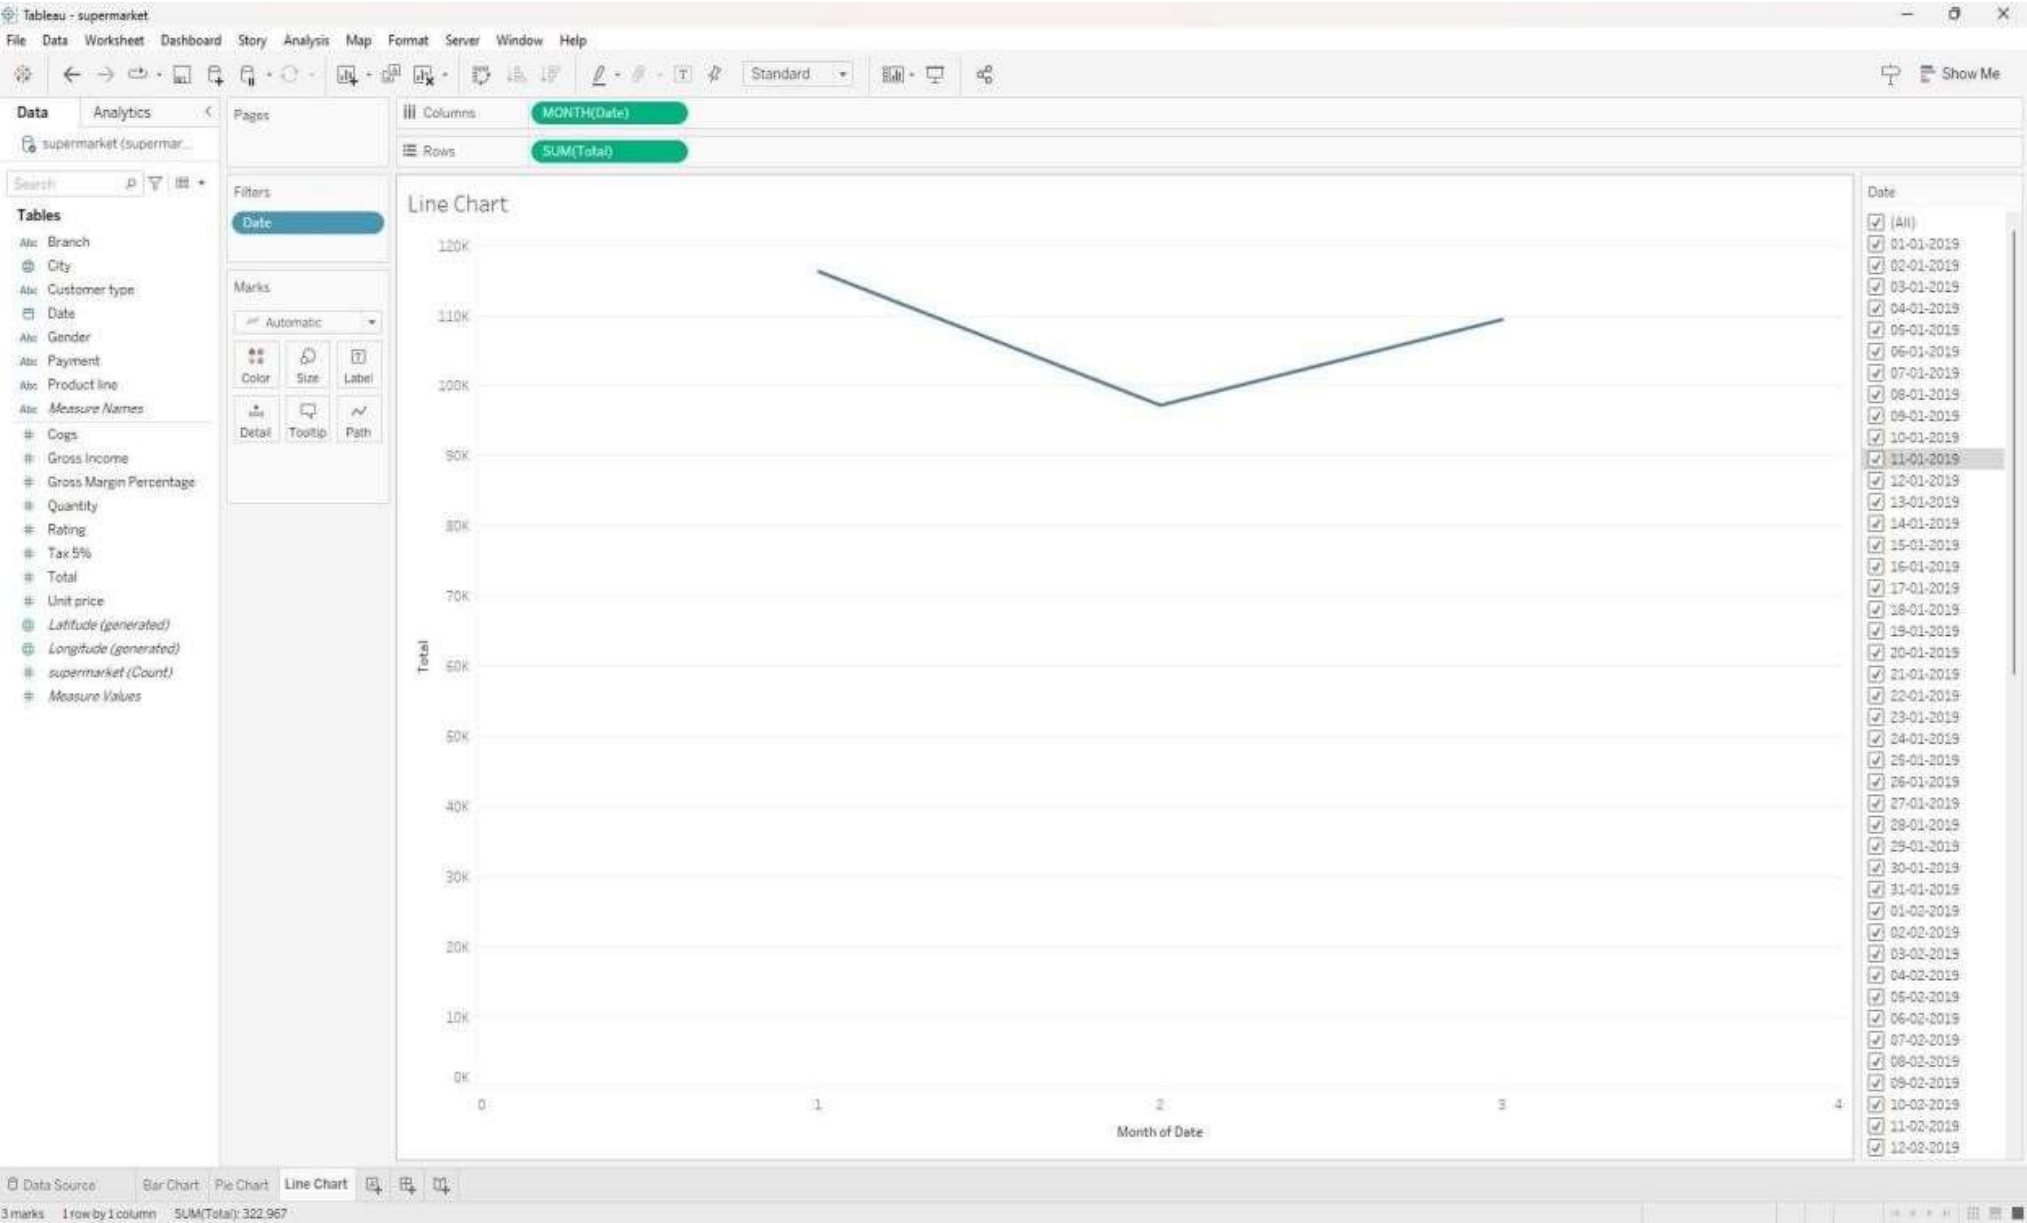 Tableau - supermarket
File Data Worksheet Dashboard Story Analysis Map Format Server Window Help
Standard
Show Me
Data Analytics
supermarket (supermar...
Search
Tables
Abc Branch
City
Abc Customer type
Date
Abc Gender
Abc Payment
Abc Product line
Abc Measure Names
# Cogs
# Gross Income
# Gross Margin Percentage
# Quantity
# Rating
# Tax 5%
# Total
# Unit price
Latitude (generated)
Longitude (generated)
# supermarket (Count)
# Measure Values
Pages
Filters
Date
Marks
Automatic
Color Size Label
Detail Tooltip Path
Columns MONTH(Date)
Rows SUM(Total)
Line Chart
120K
110K
100K
90K
80K
70K
60K
50K
40K
30K
20K
10K
0K
Total
0 1 2 3 4
Month of Date
Date
(All)
01-01-2019
02-01-2019
03-01-2019
04-01-2019
05-01-2019
06-01-2019
07-01-2019
08-01-2019
09-01-2019
10-01-2019
11-01-2019
12-01-2019
13-01-2019
14-01-2019
15-01-2019
16-01-2019
17-01-2019
18-01-2019
19-01-2019
20-01-2019
21-01-2019
22-01-2019
23-01-2019
24-01-2019
25-01-2019
26-01-2019
27-01-2019
28-01-2019
29-01-2019
30-01-2019
31-01-2019
01-02-2019
02-02-2019
03-02-2019
04-02-2019
05-02-2019
06-02-2019
07-02-2019
08-02-2019
09-02-2019
10-02-2019
11-02-2019
12-02-2019
Data Source Bar Chart Pie Chart Line Chart
3 marks 1 row by 1 column SUM(Total): 322,967